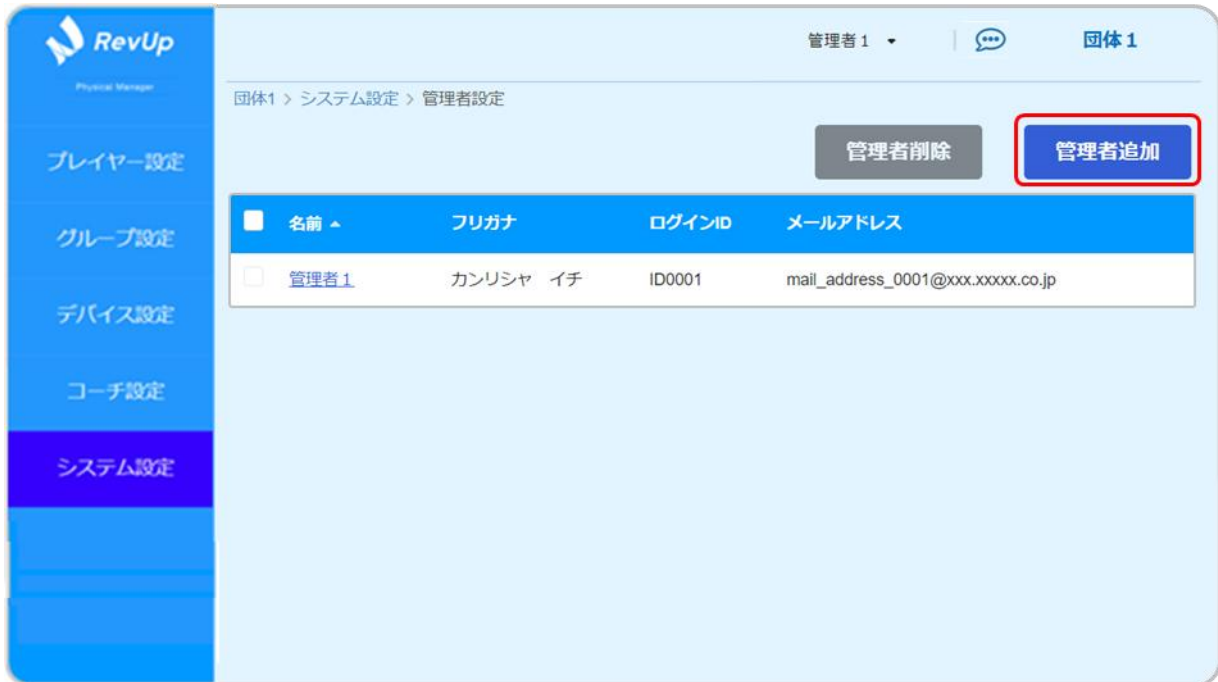 RevUp
Physical Manager
管理者1
団体1
団体1 > システム設定 > 管理者設定
管理者削除
管理者追加
プレイヤー設定
グループ設定
デバイス設定
コーチ設定
システム設定
名前 フリガナ ログインID メールアドレス
管理者1 カンリシャ イチ ID0001 mail_address_0001@xxx.xxxxx.co.jp